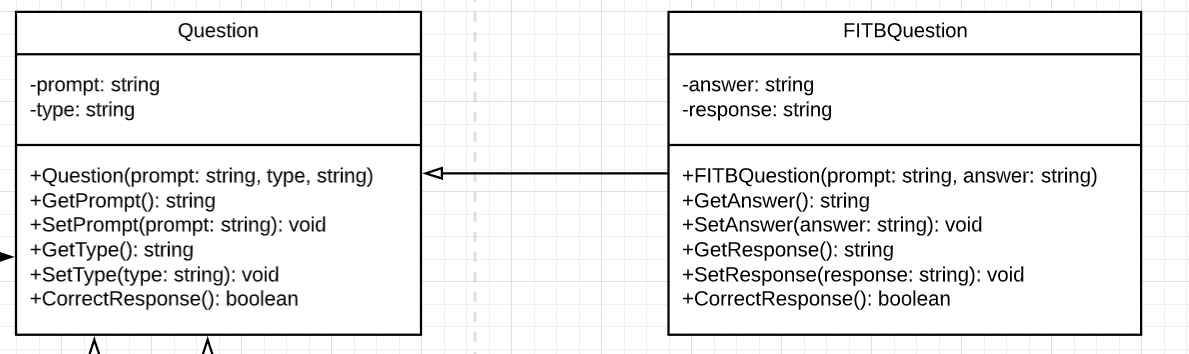 Question
-prompt: string
-type: string
+Question(prompt: string, type, string)
+GetPrompt(): string
+SetPrompt(prompt: string): void
+GetType(): string
+SetType(type: string): void
+CorrectResponse(): boolean
FITBQuestion
-answer: string
-response: string
+FITBQuestion(prompt: string, answer: string)
+GetAnswer(): string
+SetAnswer(answer: string): void
+GetResponse(): string
+SetResponse(response: string): void
+CorrectResponse(): boolean